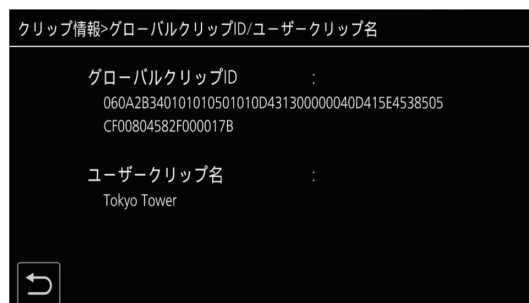 クリップ情報>グローバルクリップID/ユーザークリップ名
グローバルクリップID :
060A2B340101010501010D431300000040D415E4538505
CF00804582F000017B
ユーザークリップ名 :
Tokyo Tower